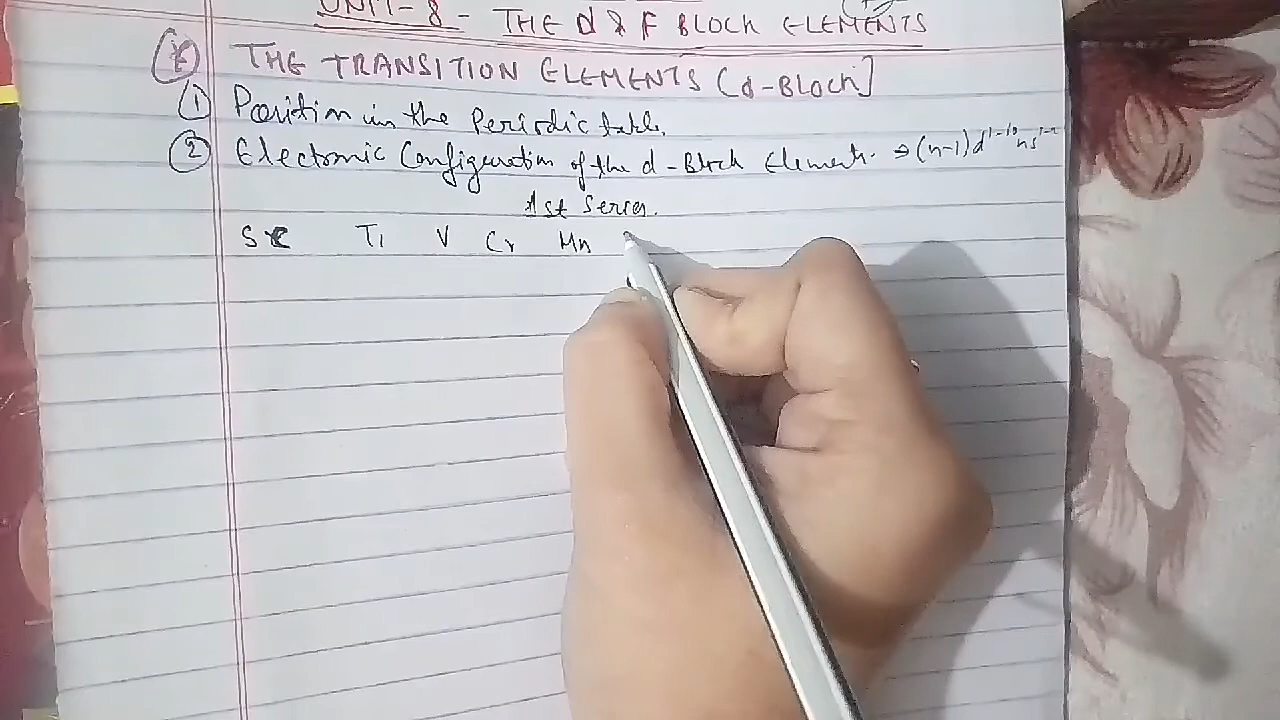 UNIT-8 - THE d & F BLOCK ELEMENTS
* THE TRANSITION ELEMENTS [d-BLOCK]
1 Position in the Periodic table.
2 Electronic Configuration of the d-Block Elements. ⇒ (n-1)d¹⁻¹⁰ns¹⁻²
1st Series.
Sc Ti V Cr Mn